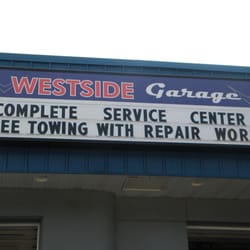 WESTSIDE Garage
COMPLETE SERVICE CENTER
EE TOWING WITH REPAIR WOR